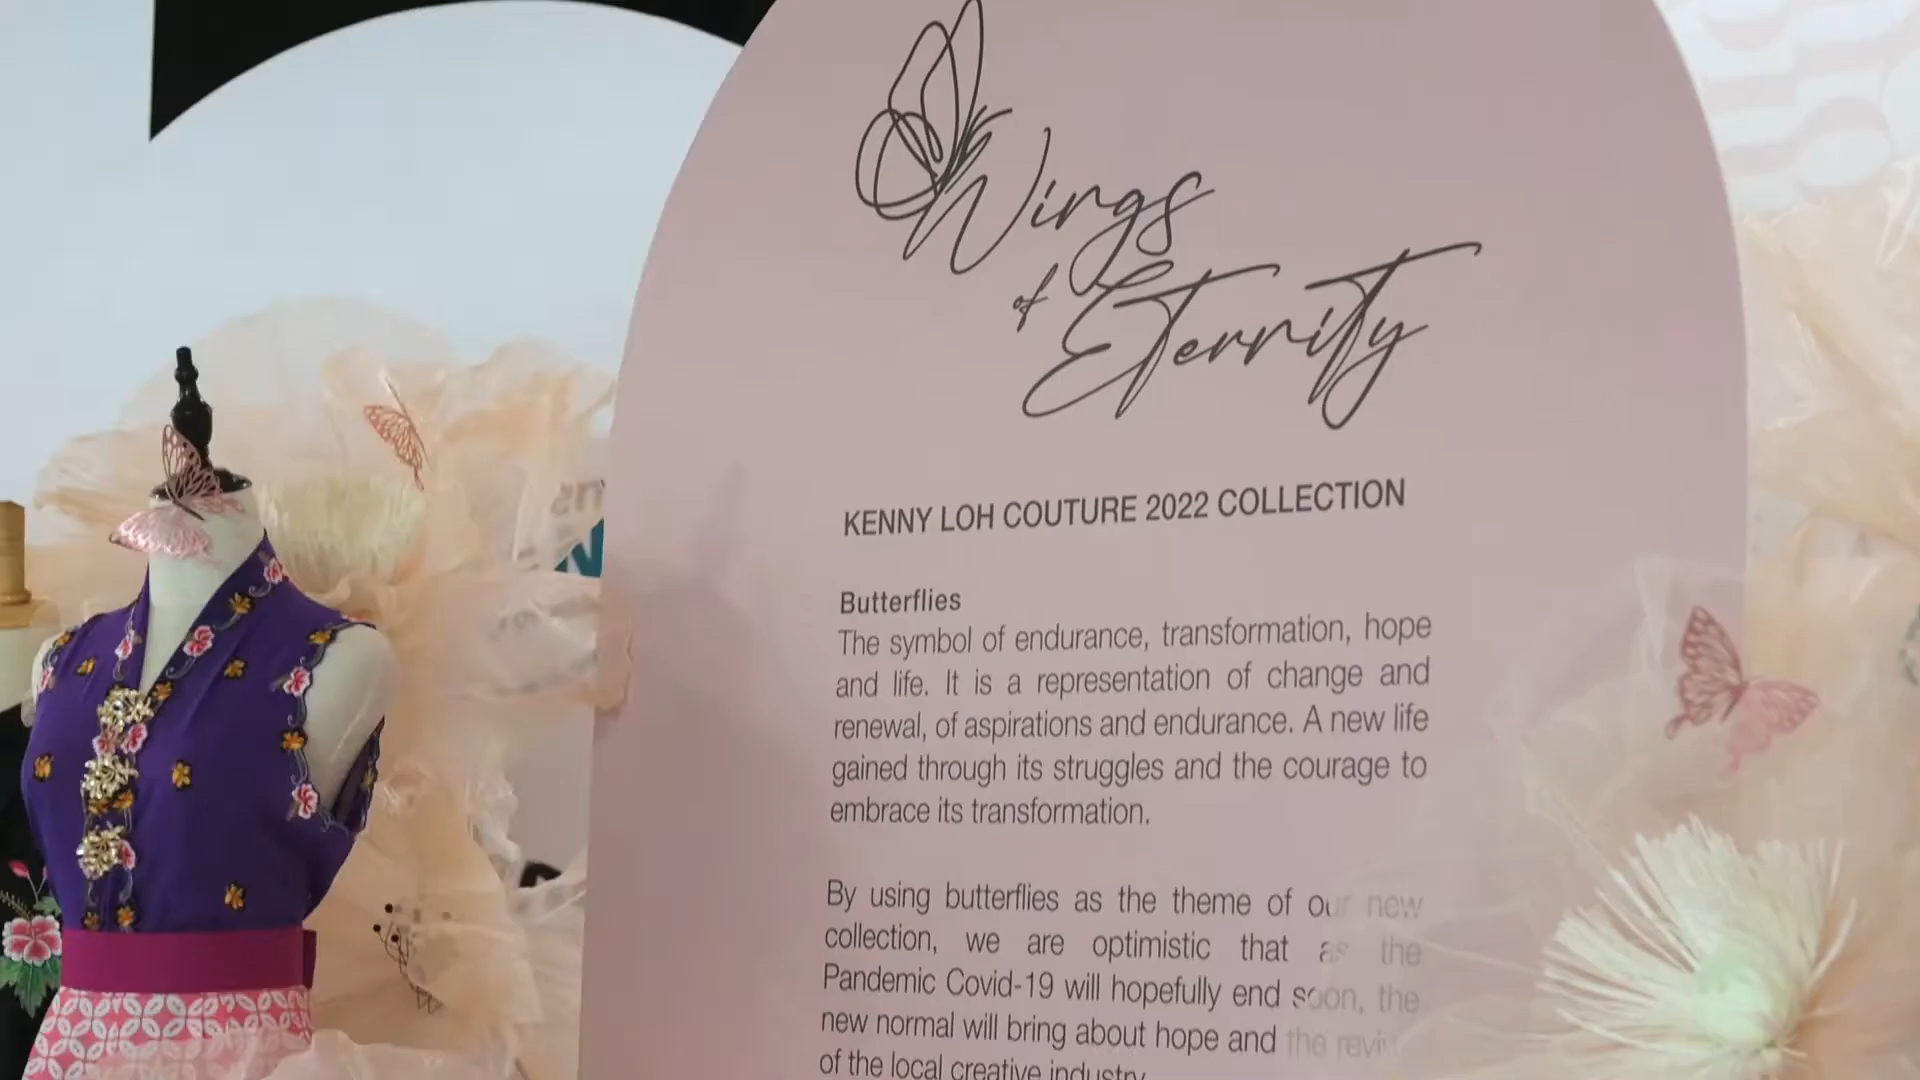 Wings
of
Eternity
KENNY LOH COUTURE 2022 COLLECTION
Butterflies
The symbol of endurance, transformation, hope
and life. It is a representation of change and
renewal, of aspirations and endurance. A new life
gained through its struggles and the courage to
embrace its transformation.
By using butterflies as the theme of our new
collection, we are optimistic that as the
Pandemic Covid-19 will hopefully end soon, the
new normal will bring about hope and the
of the local creative industry